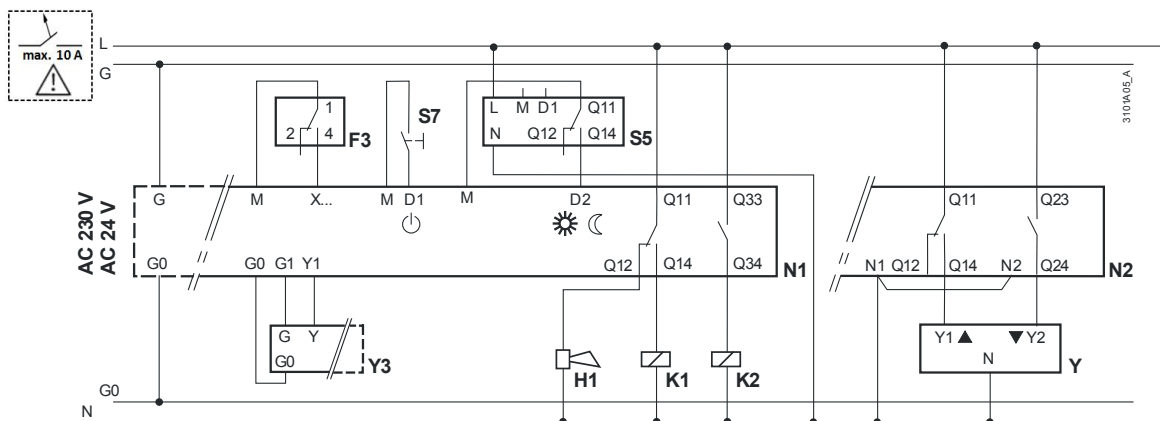 max. 10 A
L
G
3101A05_A
1
2 4
F3
S7
L M D1 Q11
N Q12 Q14
S5
AC 230 V
AC 24 V
G M X... M D1 M D2 Q11 Q33
G0 G0 G1 Y1 Q12 Q14 Q34
N1
Q11 Q23
N1 Q12 Q14 N2 Q24
N2
G Y
G0
Y3
H1
K1
K2
Y1 ▲ ▼ Y2
N
Y
G0
N